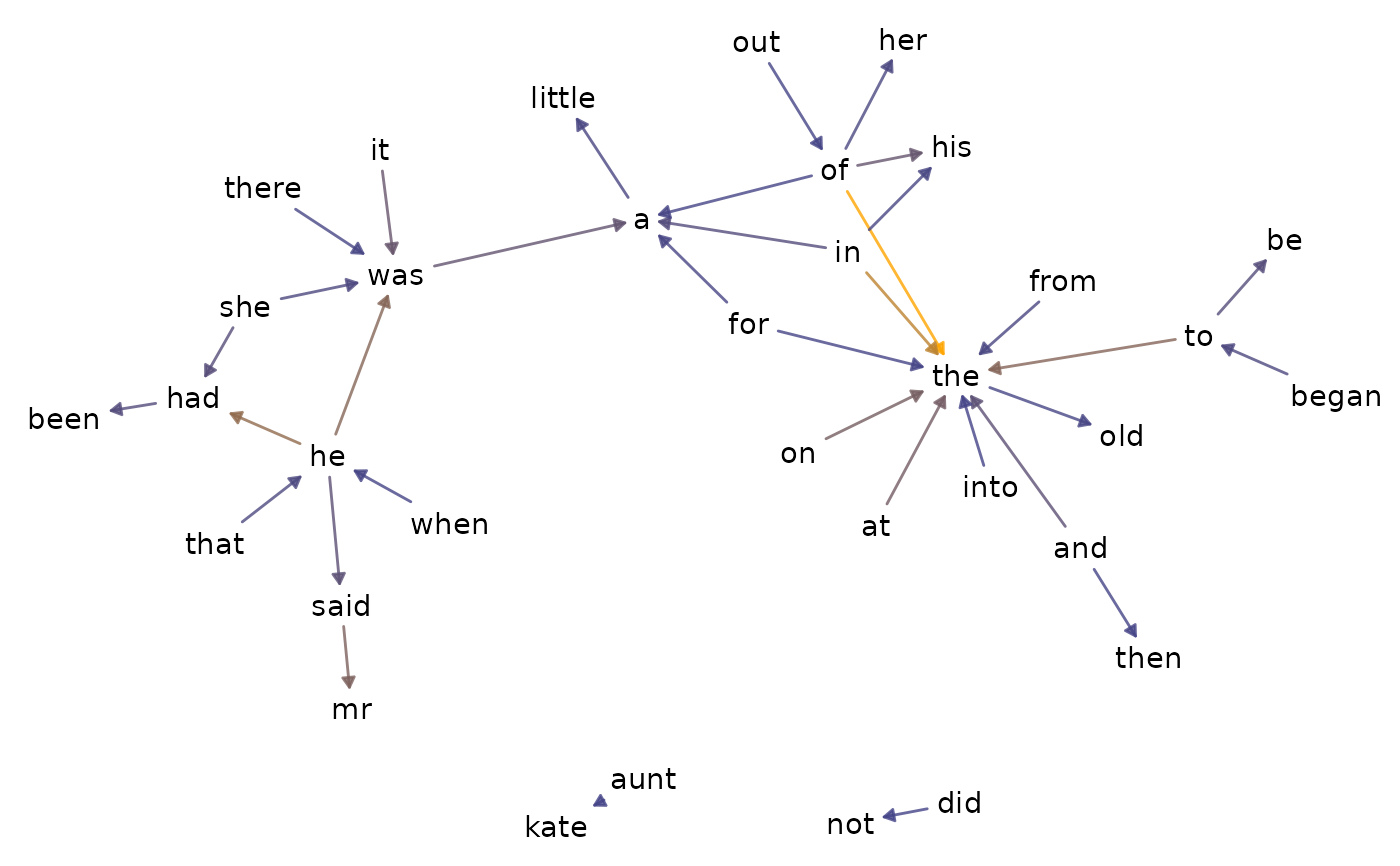 out
her
little
it
his
there
of
a
be
in
was
from
she
for
to
the
had
began
been
old
on
he
into
when
at
that
and
said
then
mr
aunt
did
not
kate